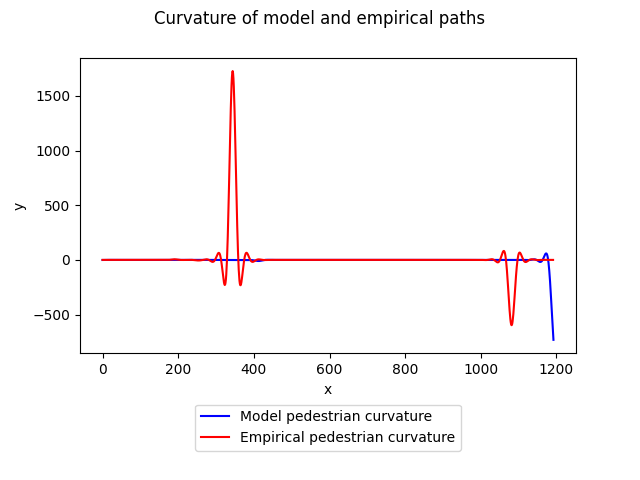 Curvature of model and empirical paths
1500
1000
500
0
−500
y
0 200 400 600 800 1000 1200
x
Model pedestrian curvature
Empirical pedestrian curvature